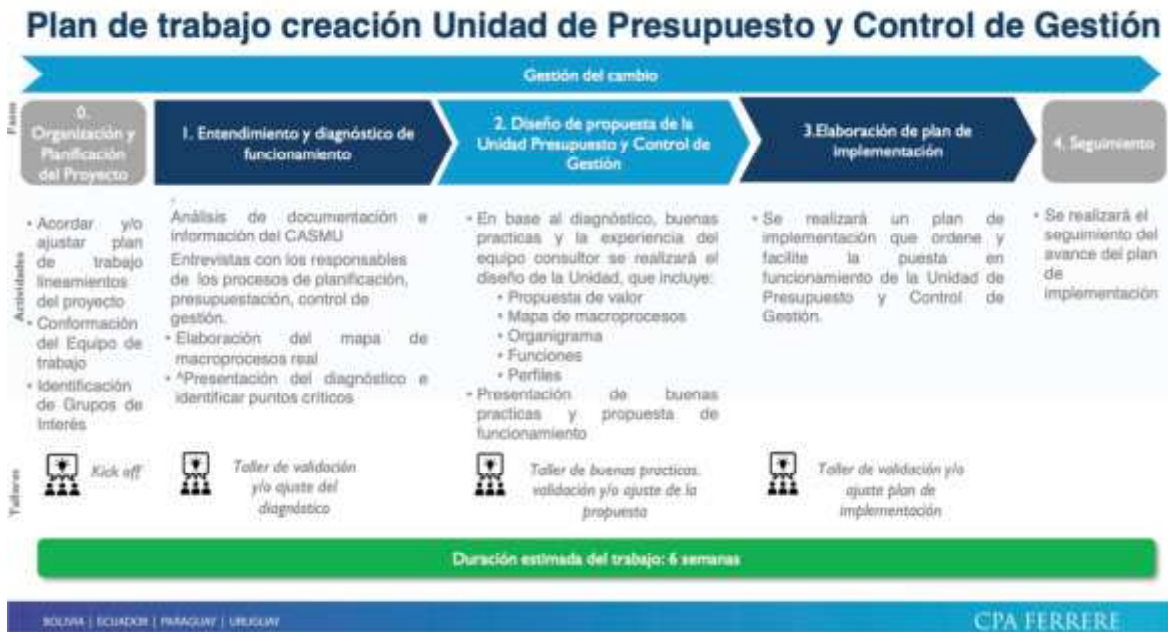 Plan de trabajo creación Unidad de Presupuesto y Control de Gestión
Gestión del cambio
Fases
0.
Organización y
Planificación
del Proyecto
1. Entendimiento y diagnóstico de
funcionamiento
2. Diseño de propuesta de la
Unidad Presupuesto y Control de
Gestión
3.Elaboración de plan de
implementación
4. Seguimiento
Actividades
• Acordar y/o
ajustar plan
de trabajo
lineamientos
del proyecto
• Conformación
del Equipo de
trabajo
• Identificación
de Grupos de
Interés
Análisis de documentación e
información del CASMU
Entrevistas con los responsables
de los procesos de planificación,
presupuestación, control de
gestión.
• Elaboración del mapa de
macroprocesos real
• ^Presentación del diagnóstico e
identificar puntos críticos
• En base al diagnóstico, buenas
practicas y la experiencia del
equipo consultor se realizará el
diseño de la Unidad, que incluye:
• Propuesta de valor
• Mapa de macroprocesos
• Organigrama
• Funciones
• Perfiles
• Presentación de buenas
practicas y propuesta de
funcionamiento
• Se realizará un plan de
implementación que ordene y
facilite la puesta en
funcionamiento de la Unidad de
Presupuesto y Control de
Gestión.
• Se realizará el
seguimiento del
avance del plan
de
implementación
Talleres
Kick off
Taller de validación
y/o ajuste del
diagnóstico
Taller de buenas practicas.
validación y/o ajuste de la
propuesta
Taller de validación y/o
ajuste plan de
implementación
Duración estimada del trabajo: 6 semanas
BOLIVIA | ECUADOR | PARAGUAY | URUGUAY
CPA FERRERE